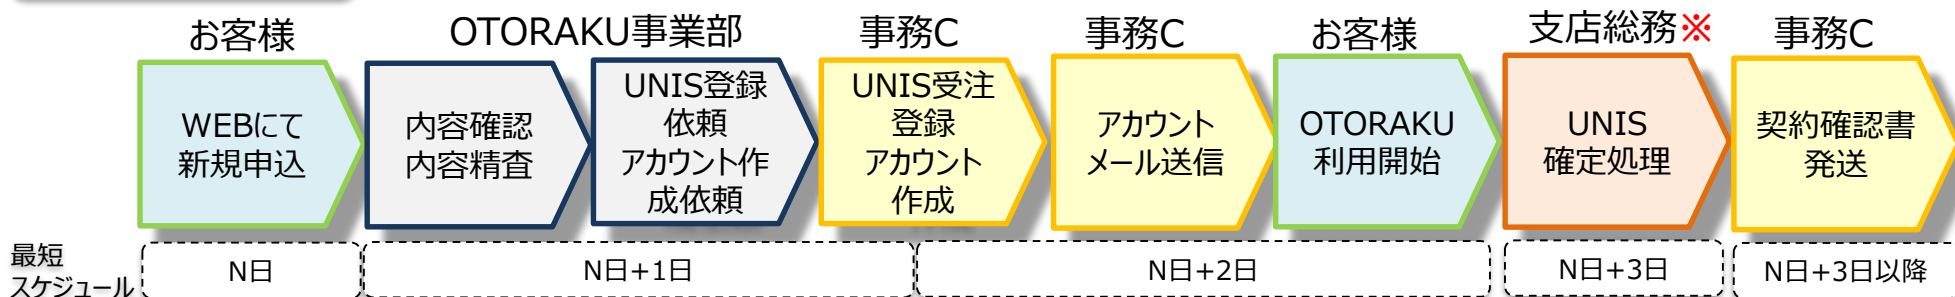 お客様
OTORAKU事業部
事務C
事務C
お客様
支店総務※
事務C
WEBにて
新規申込
内容確認
内容精査
UNIS登録
依頼
アカウント作
成依頼
UNIS受注
登録
アカウント
作成
アカウント
メール送信
OTORAKU
利用開始
UNIS
確定処理
契約確認書
発送
最短
スケジュール
N日
N日+1日
N日+2日
N日+3日
N日+3日以降